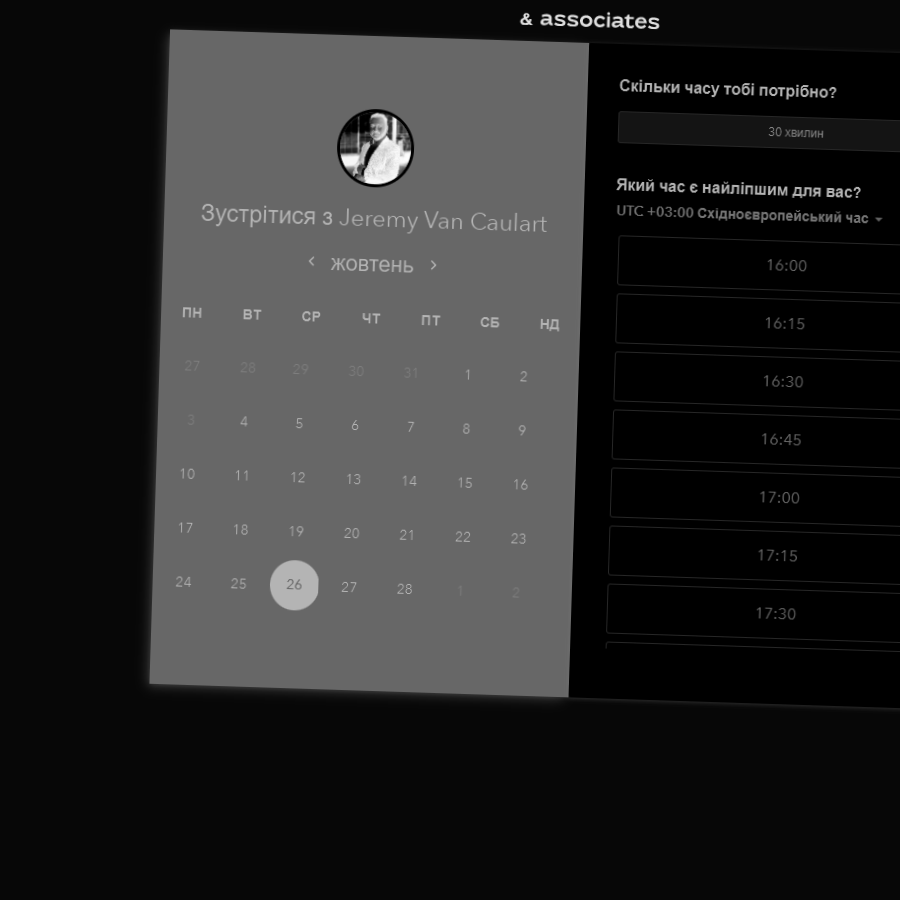 & associates
Зустрітися з Jeremy Van Caulart
жовтень
ПН ВТ СР ЧТ ПТ СБ НД
27 28 29 30 31 1 2
3 4 5 6 7 8 9
10 11 12 13 14 15 16
17 18 19 20 21 22 23
24 25 26 27 28 1 2
Скільки часу тобі потрібно?
30 хвилин
Який час є найліпшим для вас?
UTC +03:00 Східноєвропейський час
16:00
16:15
16:30
16:45
17:00
17:15
17:30